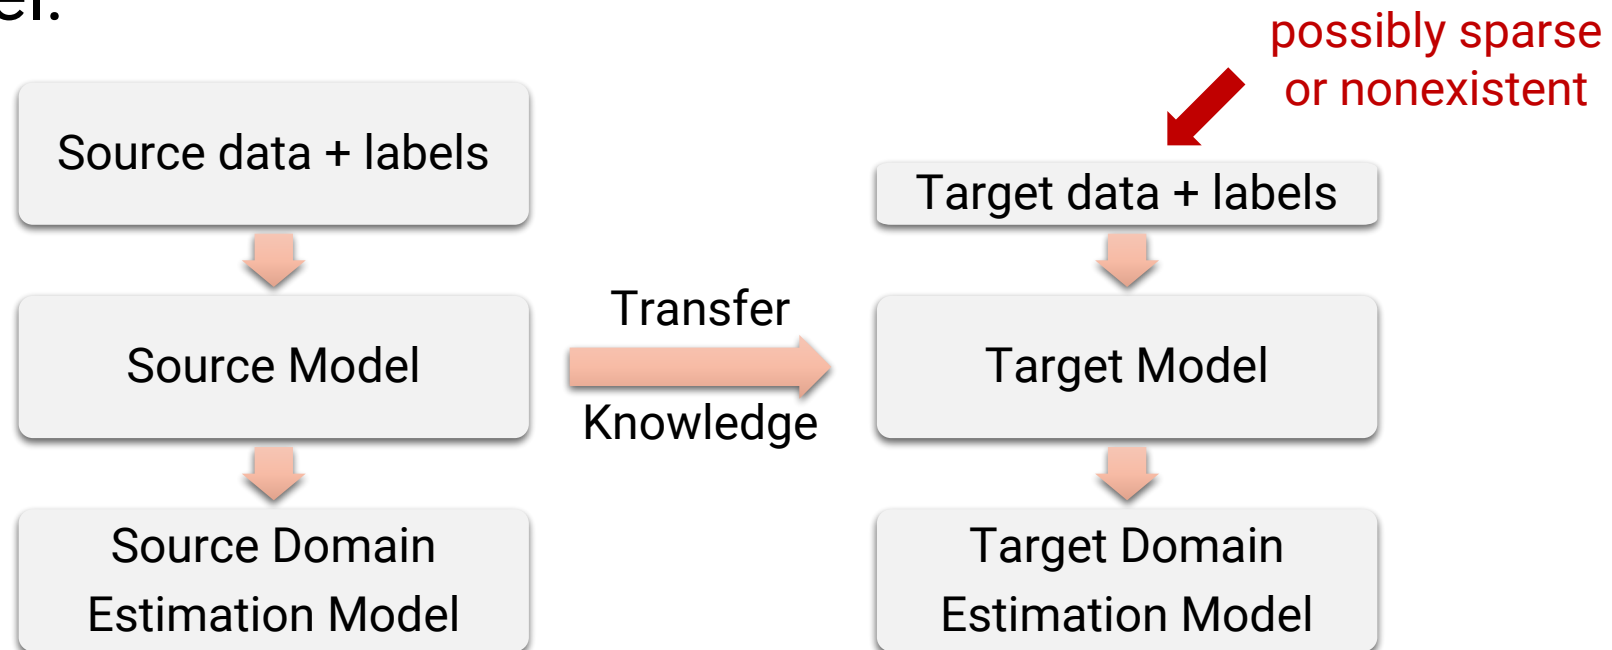 possibly sparse
or nonexistent
Source data + labels
Target data + labels
Transfer
Source Model
Target Model
Knowledge
Source Domain
Estimation Model
Target Domain
Estimation Model